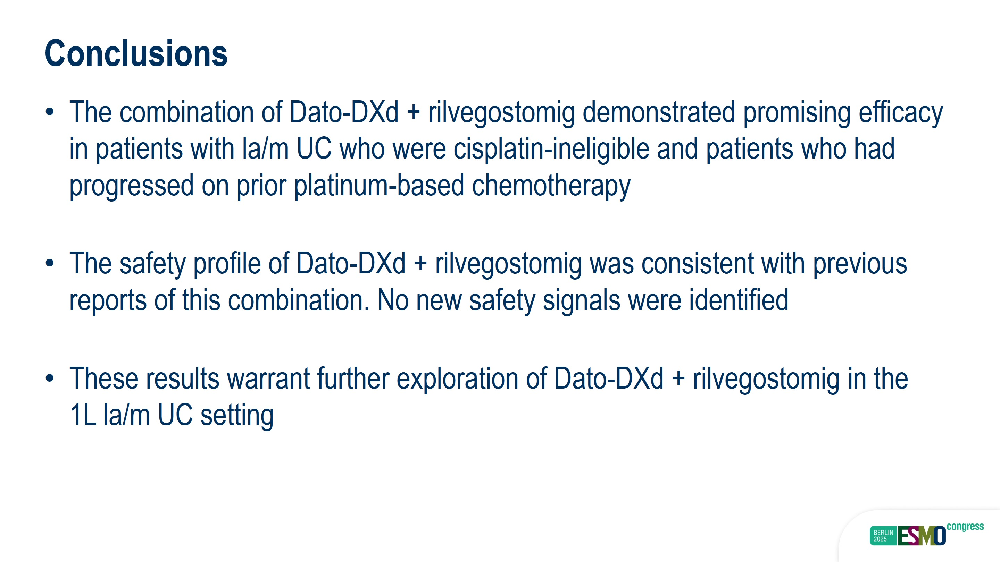 Conclusions
• The combination of Dato-DXd + rilvegostomig demonstrated promising efficacy
in patients with la/m UC who were cisplatin-ineligible and patients who had
progressed on prior platinum-based chemotherapy
• The safety profile of Dato-DXd + rilvegostomig was consistent with previous
reports of this combination. No new safety signals were identified
• These results warrant further exploration of Dato-DXd + rilvegostomig in the
1L la/m UC setting
BERLIN
2025
ESMO congress